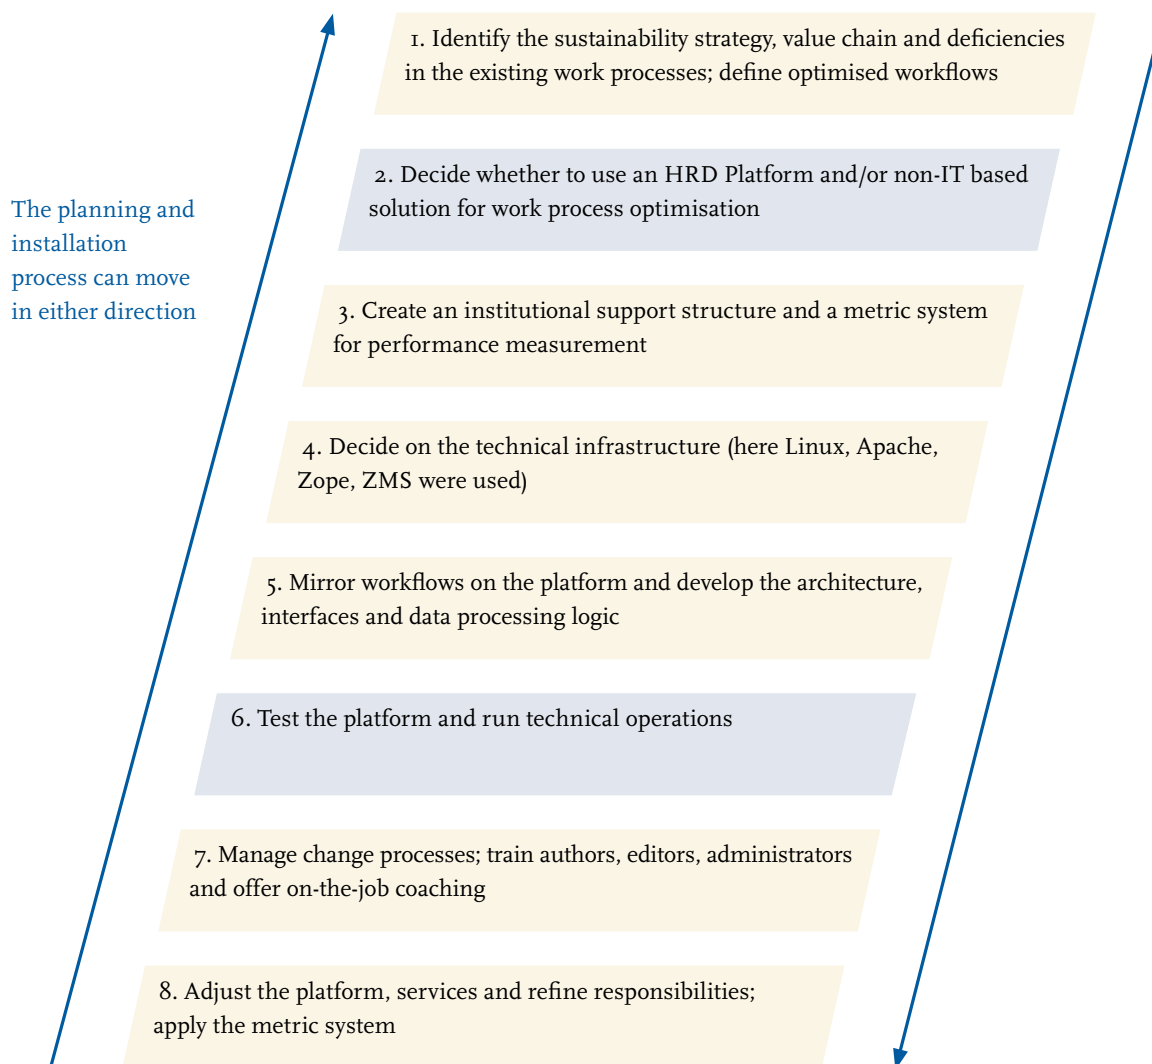 1. Identify the sustainability strategy, value chain and deficiencies
in the existing work processes; define optimised workflows
2. Decide whether to use an HRD Platform and/or non-IT based
solution for work process optimisation
The planning and
installation
process can move
in either direction
3. Create an institutional support structure and a metric system
for performance measurement
4. Decide on the technical infrastructure (here Linux, Apache,
Zope, ZMS were used)
5. Mirror workflows on the platform and develop the architecture,
interfaces and data processing logic
6. Test the platform and run technical operations
7. Manage change processes; train authors, editors, administrators
and offer on-the-job coaching
8. Adjust the platform, services and refine responsibilities;
apply the metric system